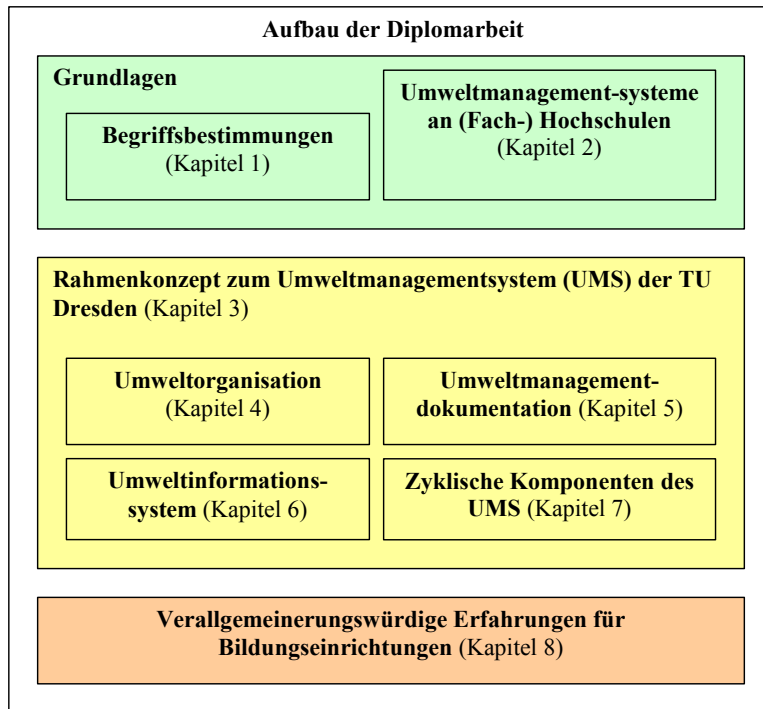 Aufbau der Diplomarbeit
Grundlagen
Begriffsbestimmungen
(Kapitel 1)
Umweltmanagement-systeme
an (Fach-) Hochschulen
(Kapitel 2)
Rahmenkonzept zum Umweltmanagementsystem (UMS) der TU
Dresden (Kapitel 3)
Umweltorganisation
(Kapitel 4)
Umweltmanagement-
dokumentation (Kapitel 5)
Umweltinformations-
system (Kapitel 6)
Zyklische Komponenten des
UMS (Kapitel 7)
Verallgemeinerungswürdige Erfahrungen für
Bildungseinrichtungen (Kapitel 8)